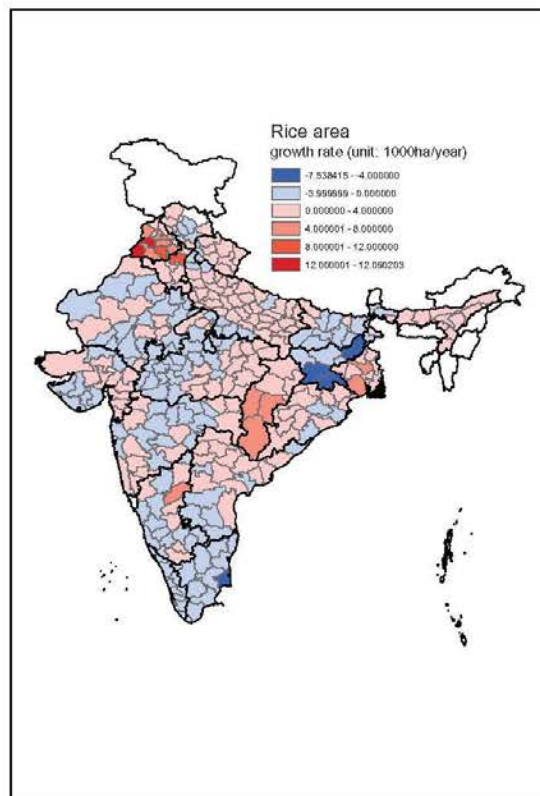 Rice area
growth rate (unit: 1000ha/year)
-7.538415 - -4.000000
-3.999999 - 0.000000
0.000000 - 4.000000
4.000001 - 8.000000
8.000001 - 12.000000
12.000001 - 12.090203